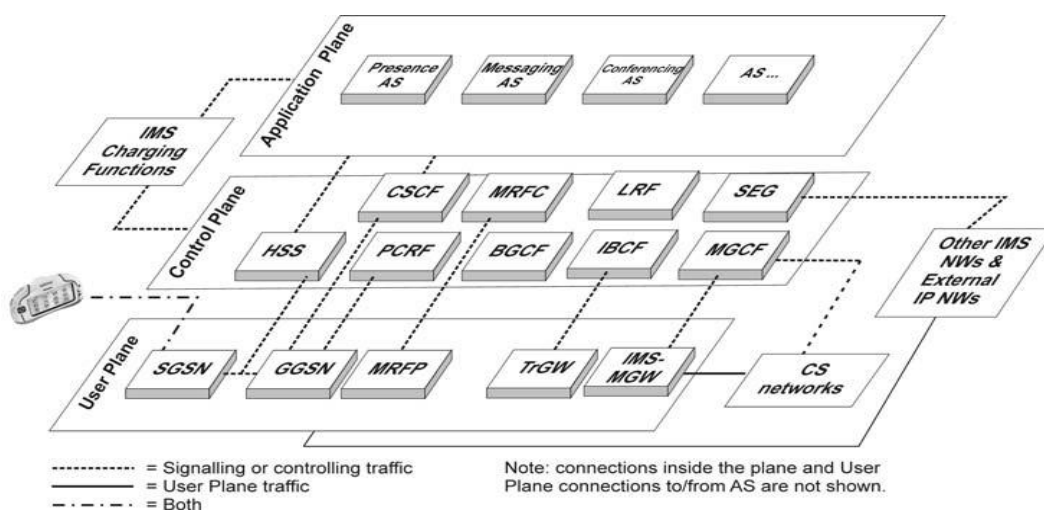 Application Plane
Presence
AS
Messaging
AS
Conferencing
AS
AS ...
IMS
Charging
Functions
Control Plane
CSCF
MRFC
LRF
SEG
HSS
PCRF
BGCF
IBCF
MGCF
Other IMS
NWs &
External
IP NWs
User Plane
SGSN
GGSN
MRFP
TrGW
IMS-
MGW
CS
networks
= Signalling or controlling traffic
= User Plane traffic
= Both
Note: connections inside the plane and User
Plane connections to/from AS are not shown.